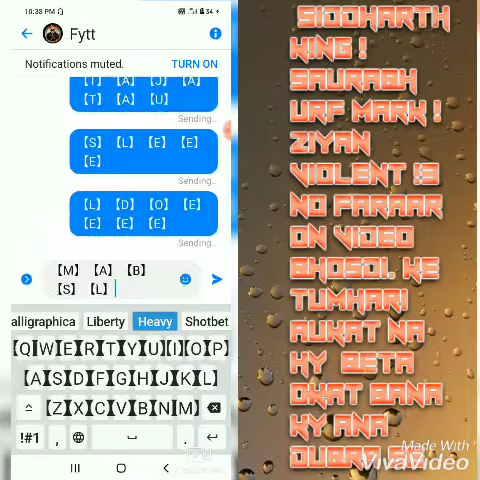 10:38 PM
34
Fytt
Notifications muted.
TURN ON
【T】 【A】 【J】 【A】
【T】 【A】 【U】
Sending...
【S】 【L】 【E】 【E】
【E】
Sending...
【L】 【D】 【O】 【E】
【E】 【E】 【E】
Sending...
【M】 【A】 【B】
【S】 【L】
alligraphica Liberty Heavy Shotbet
【Q】【W】【E】【R】【T】【Y】【U】【I】【O】【P】
【A】【S】【D】【F】【G】【H】【J】【K】【L】
【Z】【X】【C】【V】【B】【N】【M】
!#1 , .
SIDDHARTH
KING !
SAURABH
URF MARK !
ZIYAN
VIOLENT !3
NO FARAAR
ON VIDEO
BHOSDI. KE
TUMHARI
AUKAT NA
HY BETA
OKAT BANA
KY ANA
Made With
VivaVideo